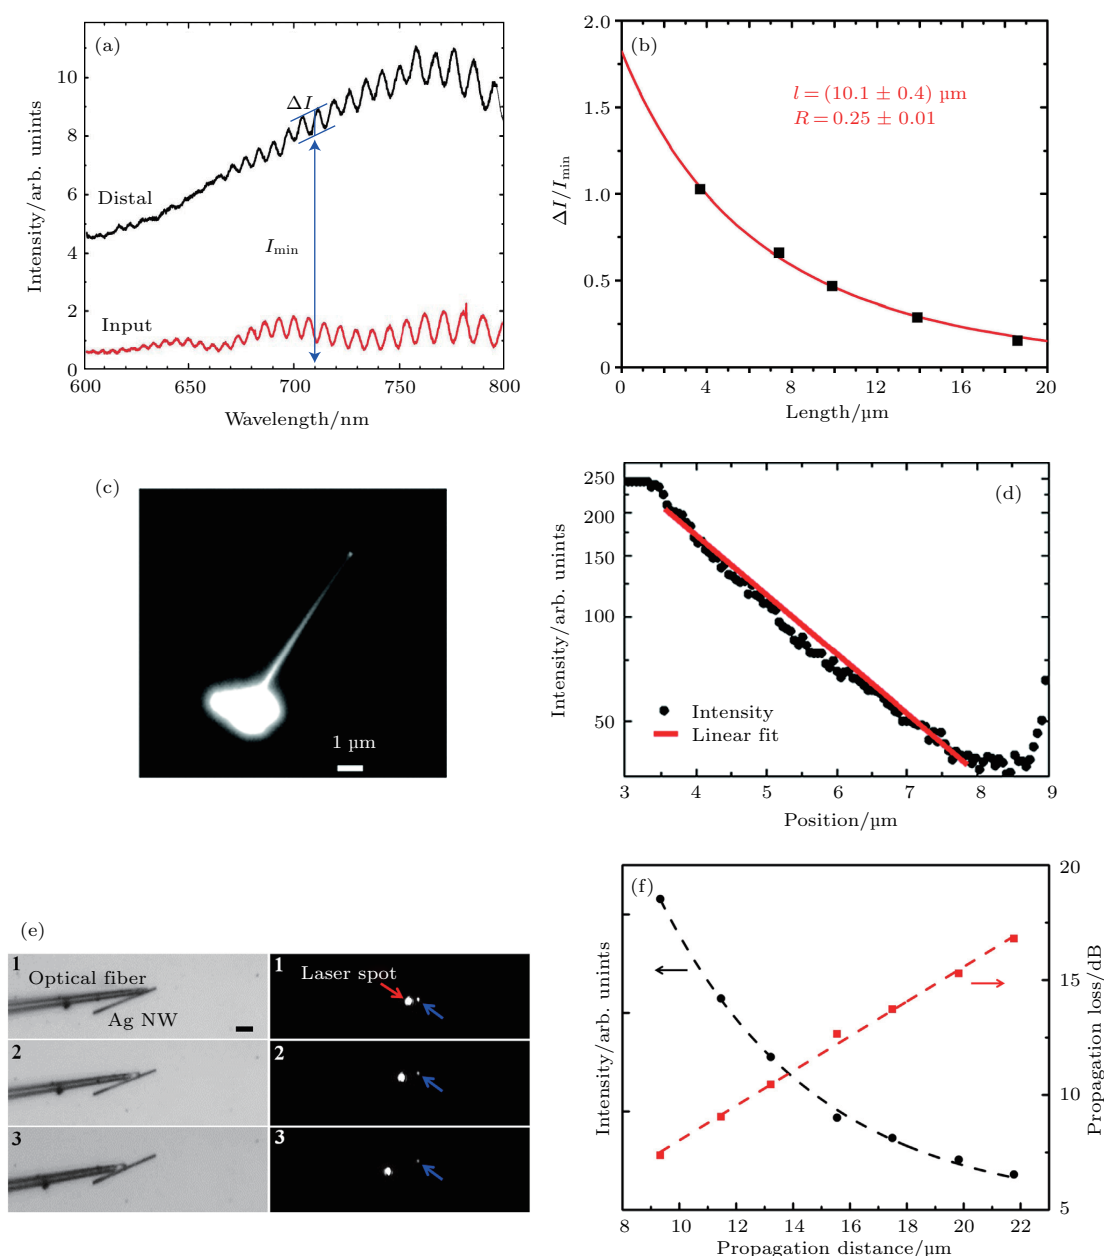 (a)
Intensity/arb. unints
10
8
6
4
2
0
ΔI
Distal
I_min
Input
600
650
700
750
800
Wavelength/nm
(b)
ΔI/I_min
2.0
1.5
1.0
0.5
0
l = (10.1 ± 0.4) μm
R = 0.25 ± 0.01
0
4
8
12
16
20
Length/μm
(c)
1 μm
(d)
Intensity/arb. unints
250
200
150
100
50
Intensity
Linear fit
3
4
5
6
7
8
9
Position/μm
(e)
1
Optical fiber
Ag NW
1
Laser spot
2
2
3
3
(f)
Intensity/arb. unints
20
15
10
5
Propagation loss/dB
8
10
12
14
16
18
20
22
Propagation distance/μm